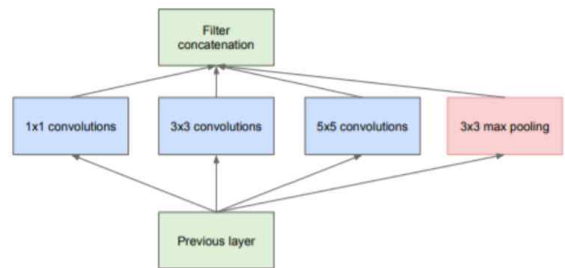 Filter
concatenation
1x1 convolutions
3x3 convolutions
5x5 convolutions
3x3 max pooling
Previous layer